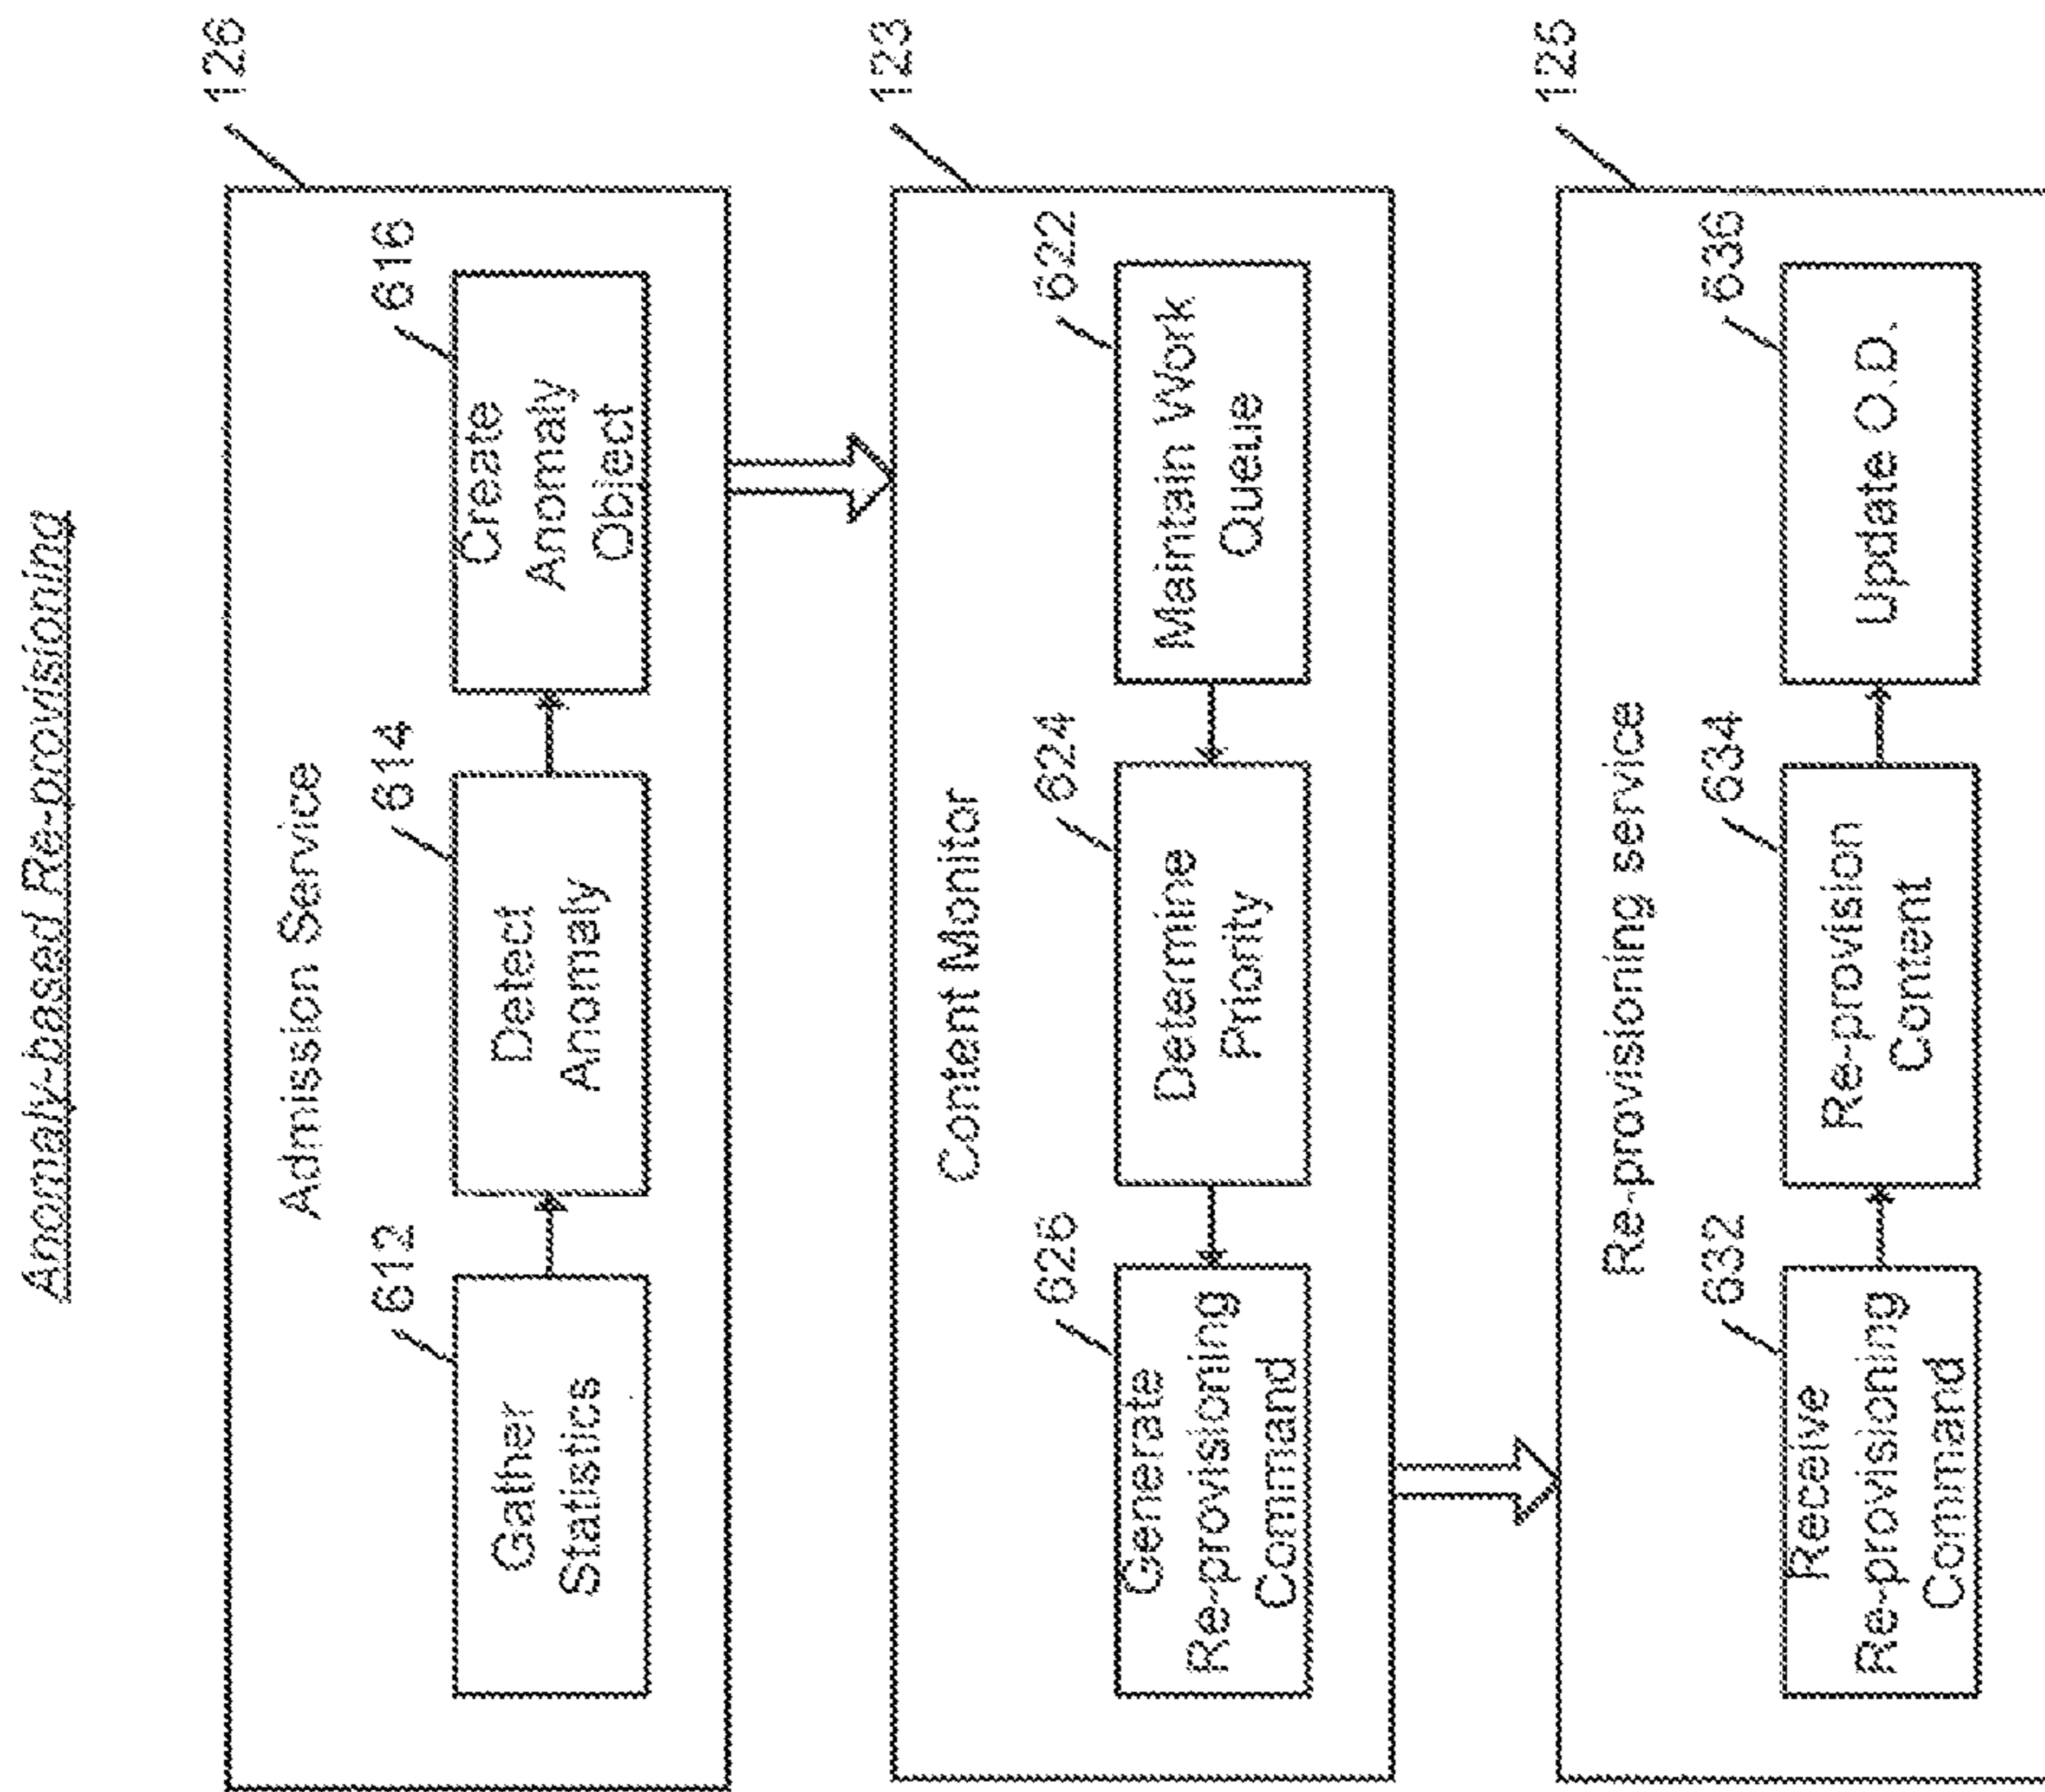 Anomaly-based Re-provisioning
126
Admission Service
612
Gather
Statistics
614
Detect
Anomaly
616
Create
Anomaly
Object
123
Content Monitor
626
Generate
Re-provisioning
Command
624
Determine
Priority
622
Maintain Work
Queue
125
Re-provisioning service
632
Receive
Re-provisioning
Command
634
Re-provision
Content
636
Update O.D.